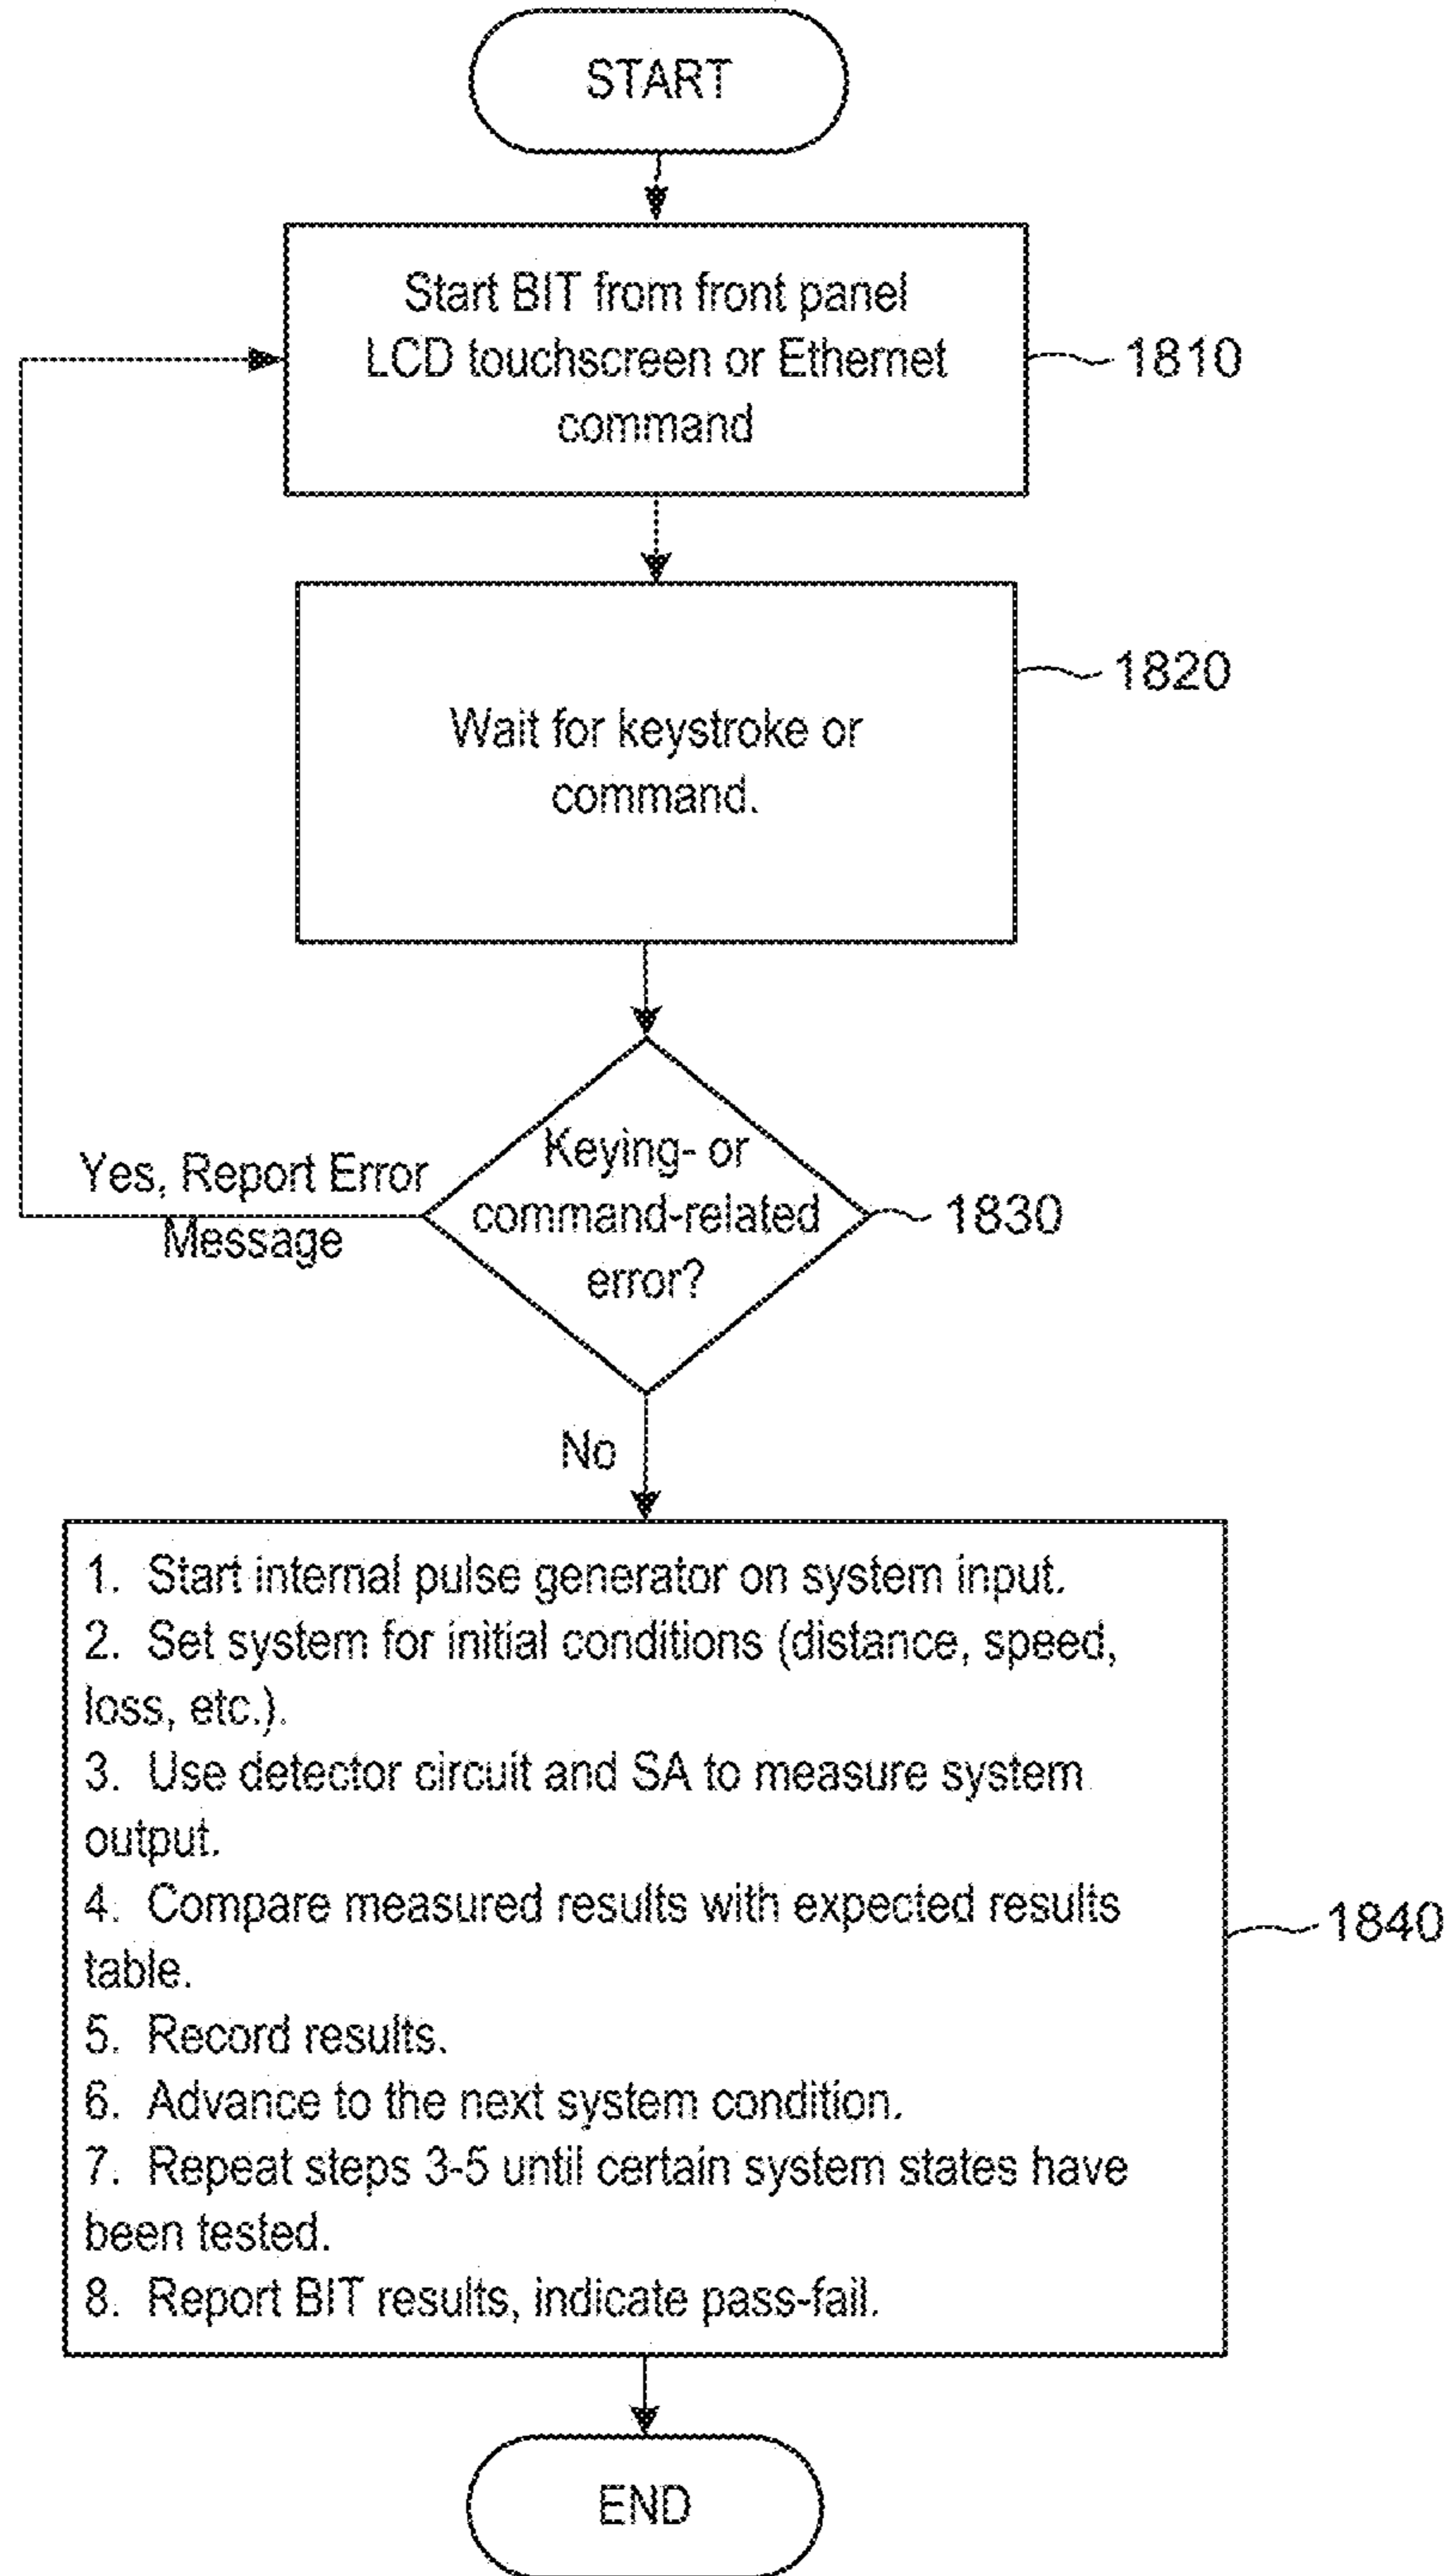 START
Start BIT from front panel
LCD touchscreen or Ethernet
command
1810
Wait for keystroke or
command.
1820
Keying- or
command-related
error?
1830
Yes, Report Error
Message
No
1. Start internal pulse generator on system input.
2. Set system for initial conditions (distance, speed,
loss, etc.).
3. Use detector circuit and SA to measure system
output.
4. Compare measured results with expected results
table.
5. Record results.
6. Advance to the next system condition.
7. Repeat steps 3-5 until certain system states have
been tested.
8. Report BIT results, indicate pass-fail.
1840
END